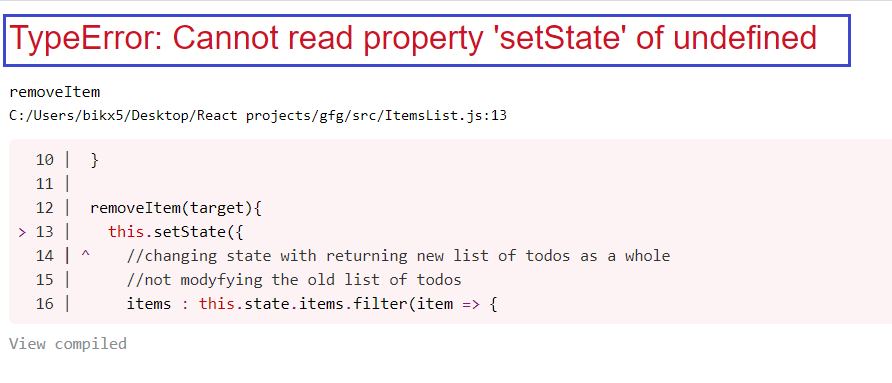 TypeError: Cannot read property 'setState' of undefined
removeItem
C:/Users/bikx5/Desktop/React projects/gfg/src/ItemsList.js:13
10 | }
11 |
12 | removeItem(target){
> 13 | this.setState({
14 | ^ //changing state with returning new list of todos as a whole
15 | //not modyfying the old list of todos
16 | items : this.state.items.filter(item => {
View compiled